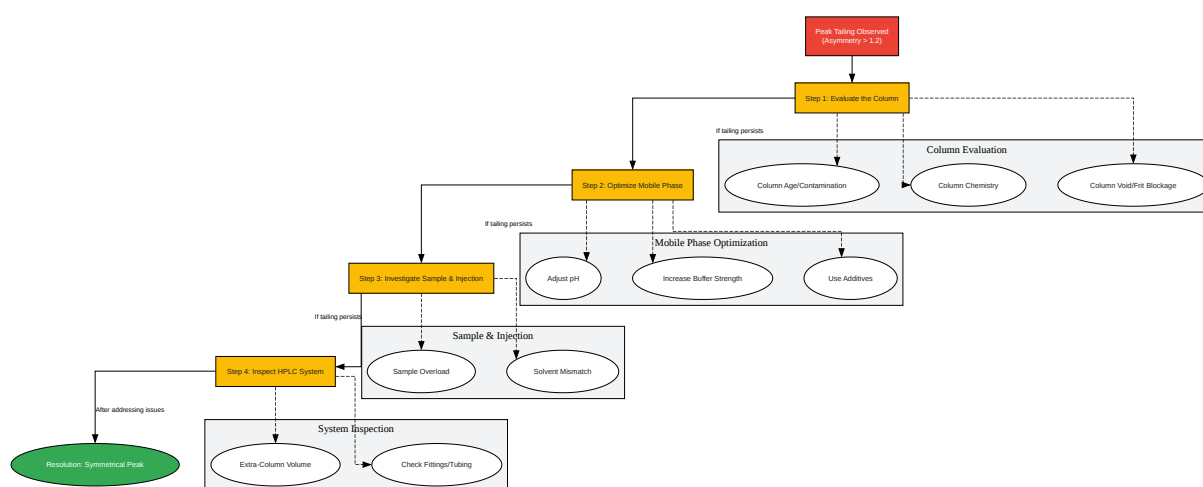 Peak Tailing Observed
(Asymmetry > 1.2)
Step 1: Evaluate the Column
If tailing persists
Column Evaluation
Column Age/Contamination
Column Chemistry
Column Void/Frit Blockage
Step 2: Optimize Mobile Phase
If tailing persists
Mobile Phase Optimization
Adjust pH
Increase Buffer Strength
Use Additives
Step 3: Investigate Sample & Injection
If tailing persists
Sample & Injection
Sample Overload
Solvent Mismatch
Step 4: Inspect HPLC System
After addressing issues
System Inspection
Resolution: Symmetrical Peak
Extra-Column Volume
Check Fittings/Tubing